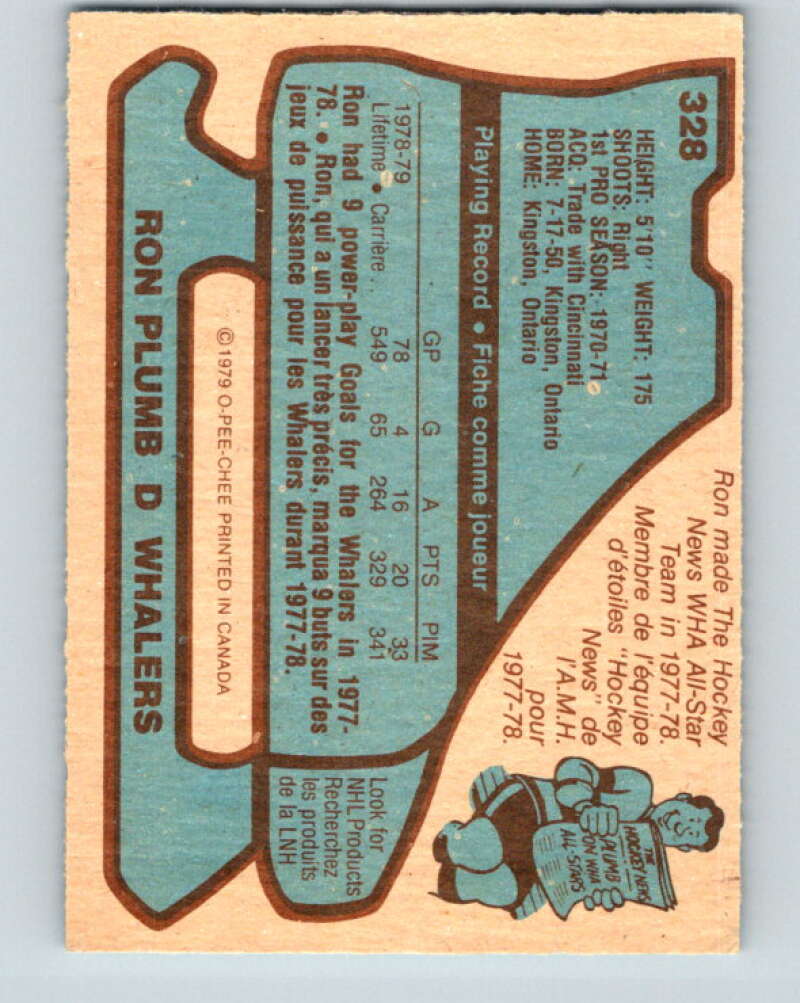 328
HEIGHT: 5'10" WEIGHT: 175
SHOOTS: Right
1st PRO SEASON: 1970-71
ACQ: Trade with Cincinnati
BORN: 7-17-50, Kingston, Ontario
HOME: Kingston, Ontario
Playing Record • Fiche comme joueur
GP G A PTS PIM
1978-79 78 4 16 20 33
Lifetime • Carrière... 549 65 264 329 341
Ron had 9 power-play Goals for the Whalers in 1977-
78. • Ron, qui a un lancer très précis, marqua 9 buts sur des
jeux de puissance pour les Whalers durant 1977-78.
Ron made The Hockey
News WHA All-Star
Team in 1977-78.
Membre de l'équipe
d'étoiles "Hockey
News" de
l'A.M.H.
pour
1977-78.
THE
HOCKEY NEWS
PLUMB
ON WHA
ALL-STARS
Look for
NHL Products
Recherchez
les produits
de la LNH
© 1979 O-PEE-CHEE PRINTED IN CANADA
RON PLUMB D WHALERS